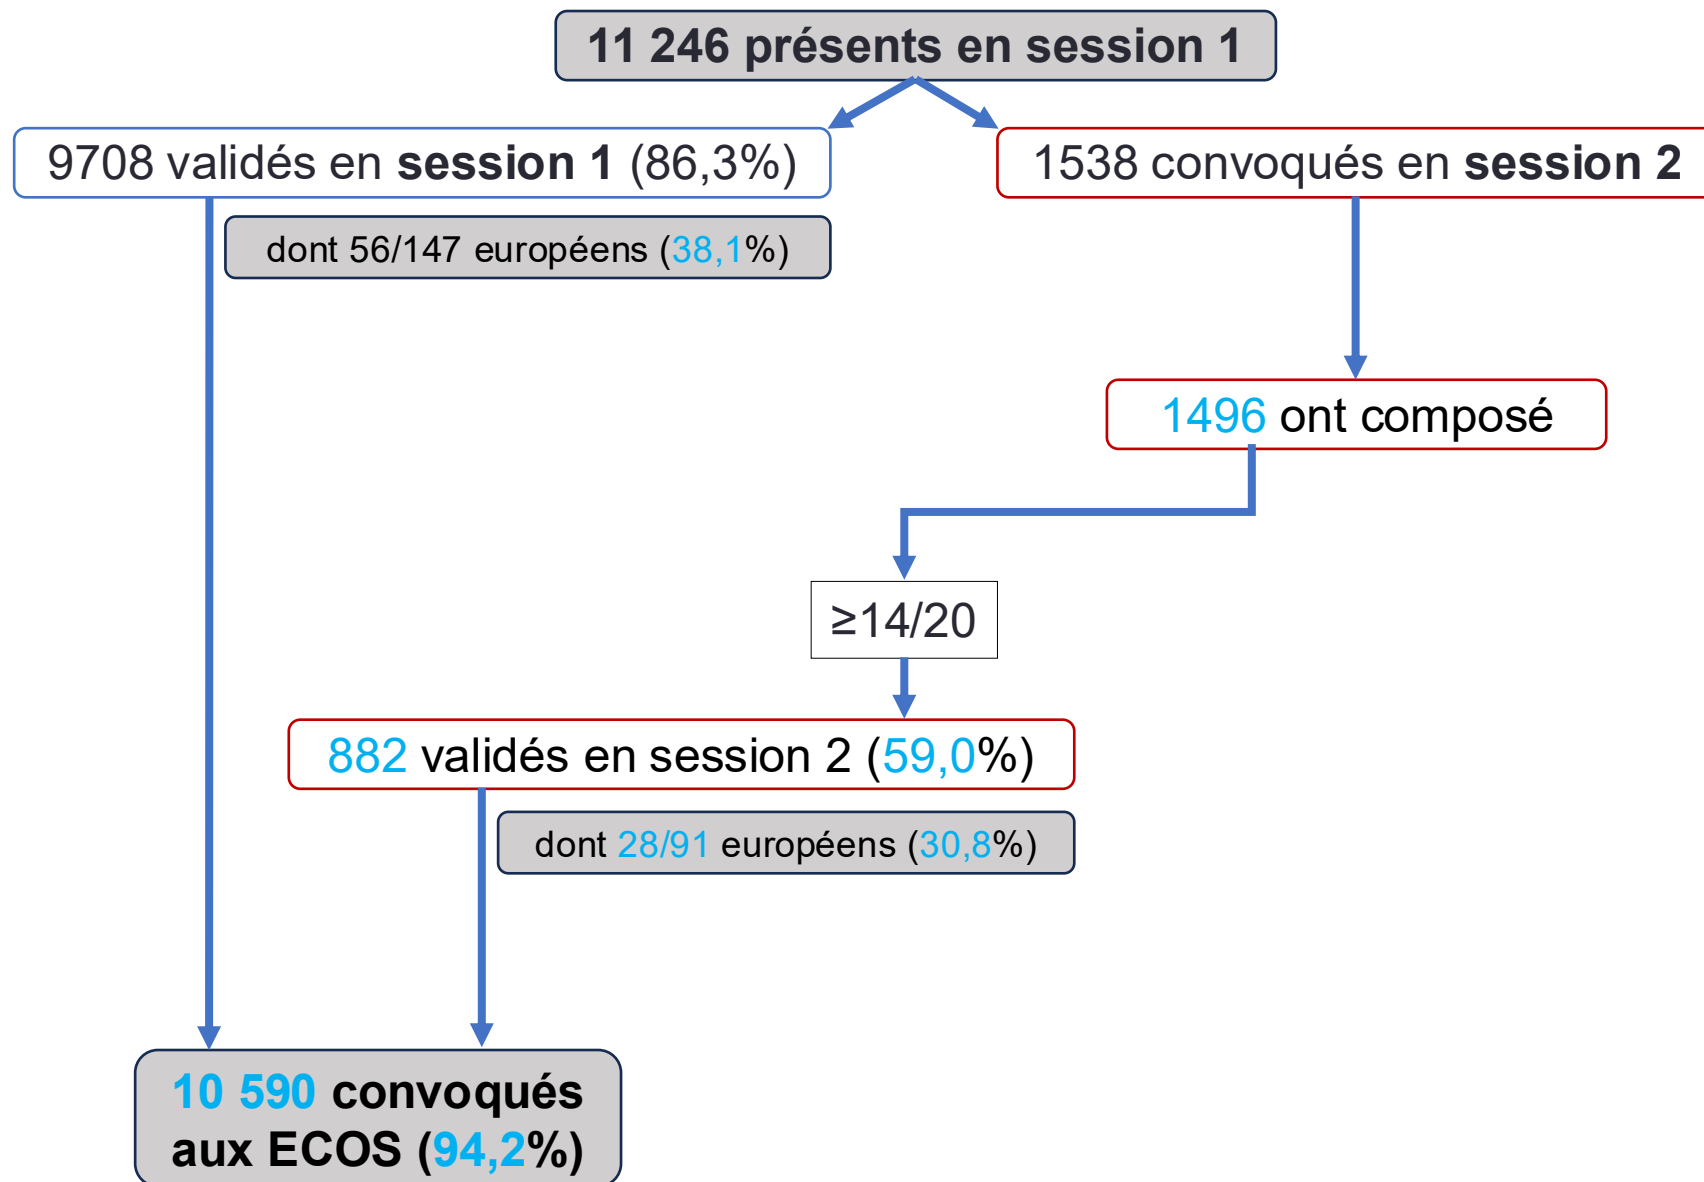 11 246 présents en session 1
9708 validés en session 1 (86,3%)
1538 convoqués en session 2
dont 56/147 européens (38,1%)
1496 ont composé
≥14/20
882 validés en session 2 (59,0%)
dont 28/91 européens (30,8%)
10 590 convoqués
aux ECOS (94,2%)